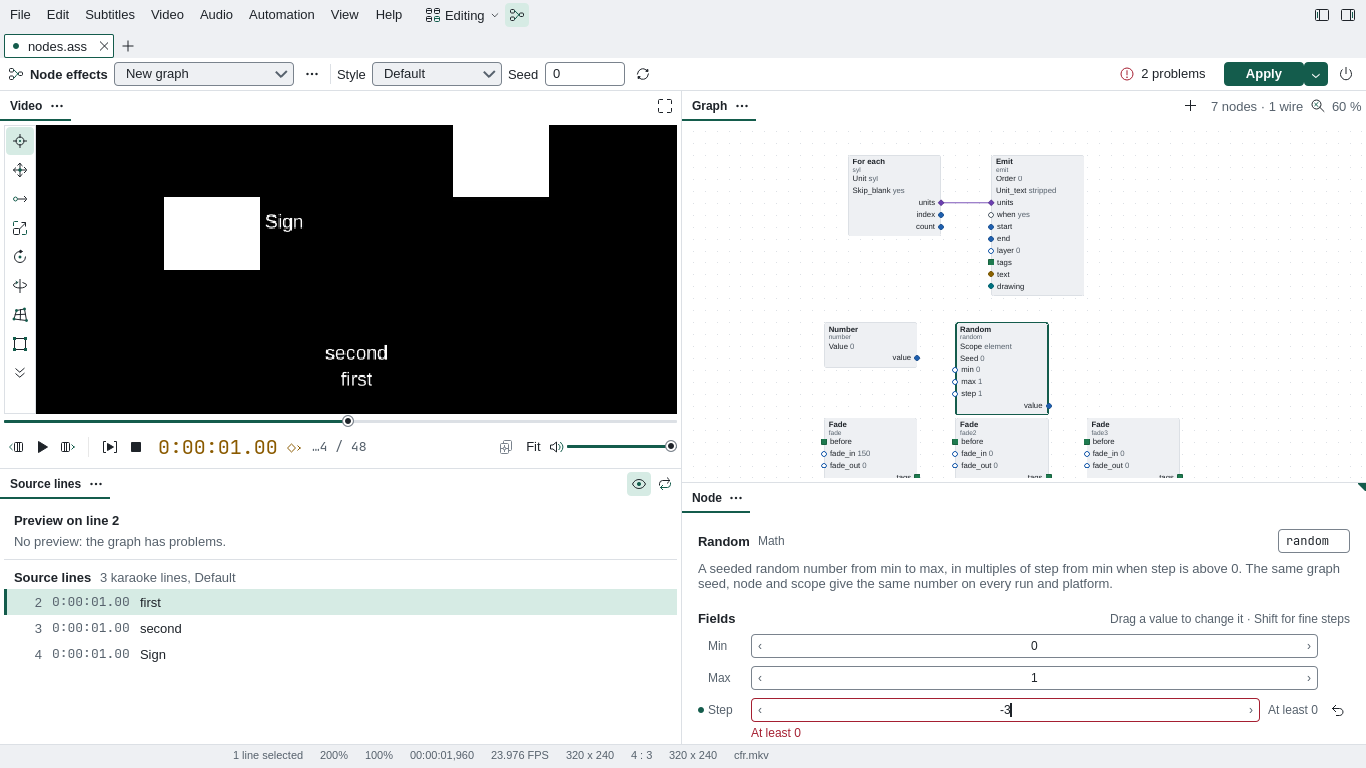 File Edit Subtitles Video Audio Automation View Help Editing
nodes.ass
Node effects New graph Style Default Seed 0 2 problems Apply
Video
Graph 7 nodes · 1 wire 60 %
Sign
second
first
For each
syl
Unit syl
Skip_blank yes
units
index
count
Emit
emit
Order 0
Unit_text stripped
units
when yes
start
end
layer 0
tags
text
drawing
Number
number
Value 0
value
Random
random
Scope element
Seed 0
min 0
max 1
step 1
value
Fade
fade
before
fade_in 150
fade_out 0
tags
Fade
fade2
before
fade_in 0
fade_out 0
tags
Fade
fade3
before
fade_in 0
fade_out 0
tags
0:00:01.00 …4 / 48 Fit
Source lines
Preview on line 2
No preview: the graph has problems.
Source lines 3 karaoke lines, Default
2 0:00:01.00 first
3 0:00:01.00 second
4 0:00:01.00 Sign
Node
Random Math random
A seeded random number from min to max, in multiples of step from min when step is above 0. The same graph
seed, node and scope give the same number on every run and platform.
Fields Drag a value to change it · Shift for fine steps
Min ‹ 0 ›
Max ‹ 1 ›
Step ‹ -3 › At least 0
At least 0
1 line selected 200% 100% 00:00:01,960 23.976 FPS 320 x 240 4 : 3 320 x 240 cfr.mkv